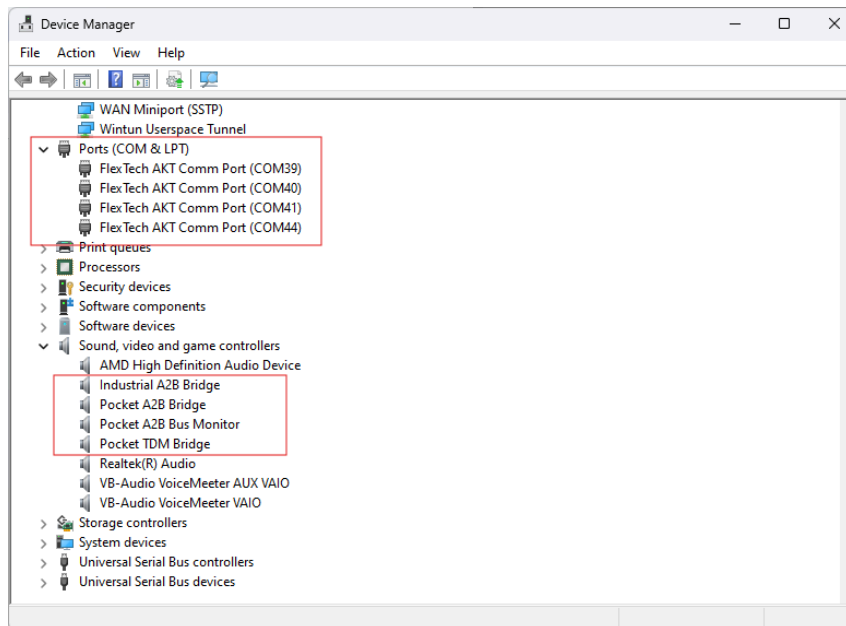 Device Manager
File Action View Help
WAN Miniport (SSTP)
Wintun Userspace Tunnel
Ports (COM & LPT)
FlexTech AKT Comm Port (COM39)
FlexTech AKT Comm Port (COM40)
FlexTech AKT Comm Port (COM41)
FlexTech AKT Comm Port (COM44)
Print queues
Processors
Security devices
Software components
Software devices
Sound, video and game controllers
AMD High Definition Audio Device
Industrial A2B Bridge
Pocket A2B Bridge
Pocket A2B Bus Monitor
Pocket TDM Bridge
Realtek(R) Audio
VB-Audio VoiceMeeter AUX VAIO
VB-Audio VoiceMeeter VAIO
Storage controllers
System devices
Universal Serial Bus controllers
Universal Serial Bus devices